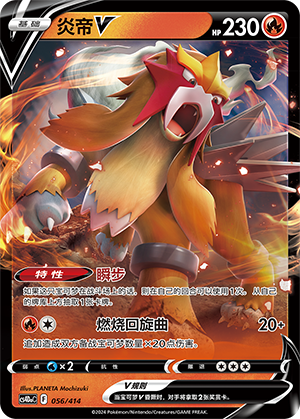 基础 炎帝V HP230
特性 瞬步
如果这只宝可梦在战斗场上的话,则在自己的回合可以使用1次。从自己
的牌库上方抽取1张卡牌。
燃烧回旋曲 20+
追加造成双方备战宝可梦数量×20点伤害。
弱点 ×2 抗性 撤退
Illus. PLANETA Mochizuki
V规则
当宝可梦V昏厥时,对手将拿取2张奖赏卡。
F 056/414
©2024 Pokémon/Nintendo/Creatures/GAME FREAK.